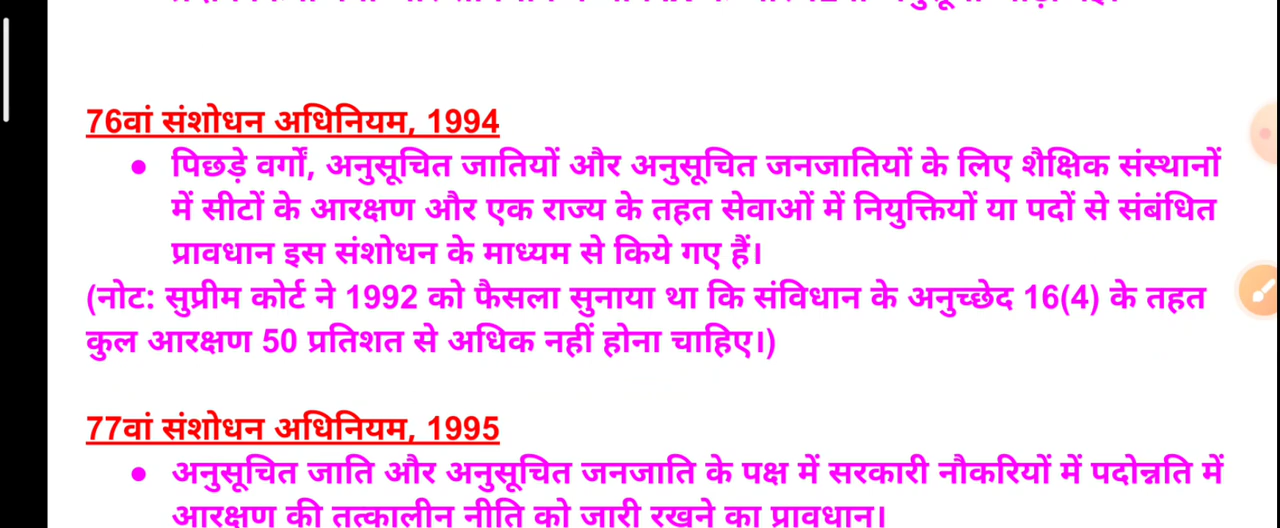 76वां संशोधन अधिनियम, 1994
● पिछड़े वर्गों, अनुसूचित जातियों और अनुसूचित जनजातियों के लिए शैक्षिक संस्थानों
में सीटों के आरक्षण और एक राज्य के तहत सेवाओं में नियुक्तियों या पदों से संबंधित
प्रावधान इस संशोधन के माध्यम से किये गए हैं।
(नोट: सुप्रीम कोर्ट ने 1992 को फैसला सुनाया था कि संविधान के अनुच्छेद 16(4) के तहत
कुल आरक्षण 50 प्रतिशत से अधिक नहीं होना चाहिए।)
77वां संशोधन अधिनियम, 1995
● अनुसूचित जाति और अनुसूचित जनजाति के पक्ष में सरकारी नौकरियों में पदोन्नति में
आरक्षण की तत्कालीन नीति को जारी रखने का प्रावधान।